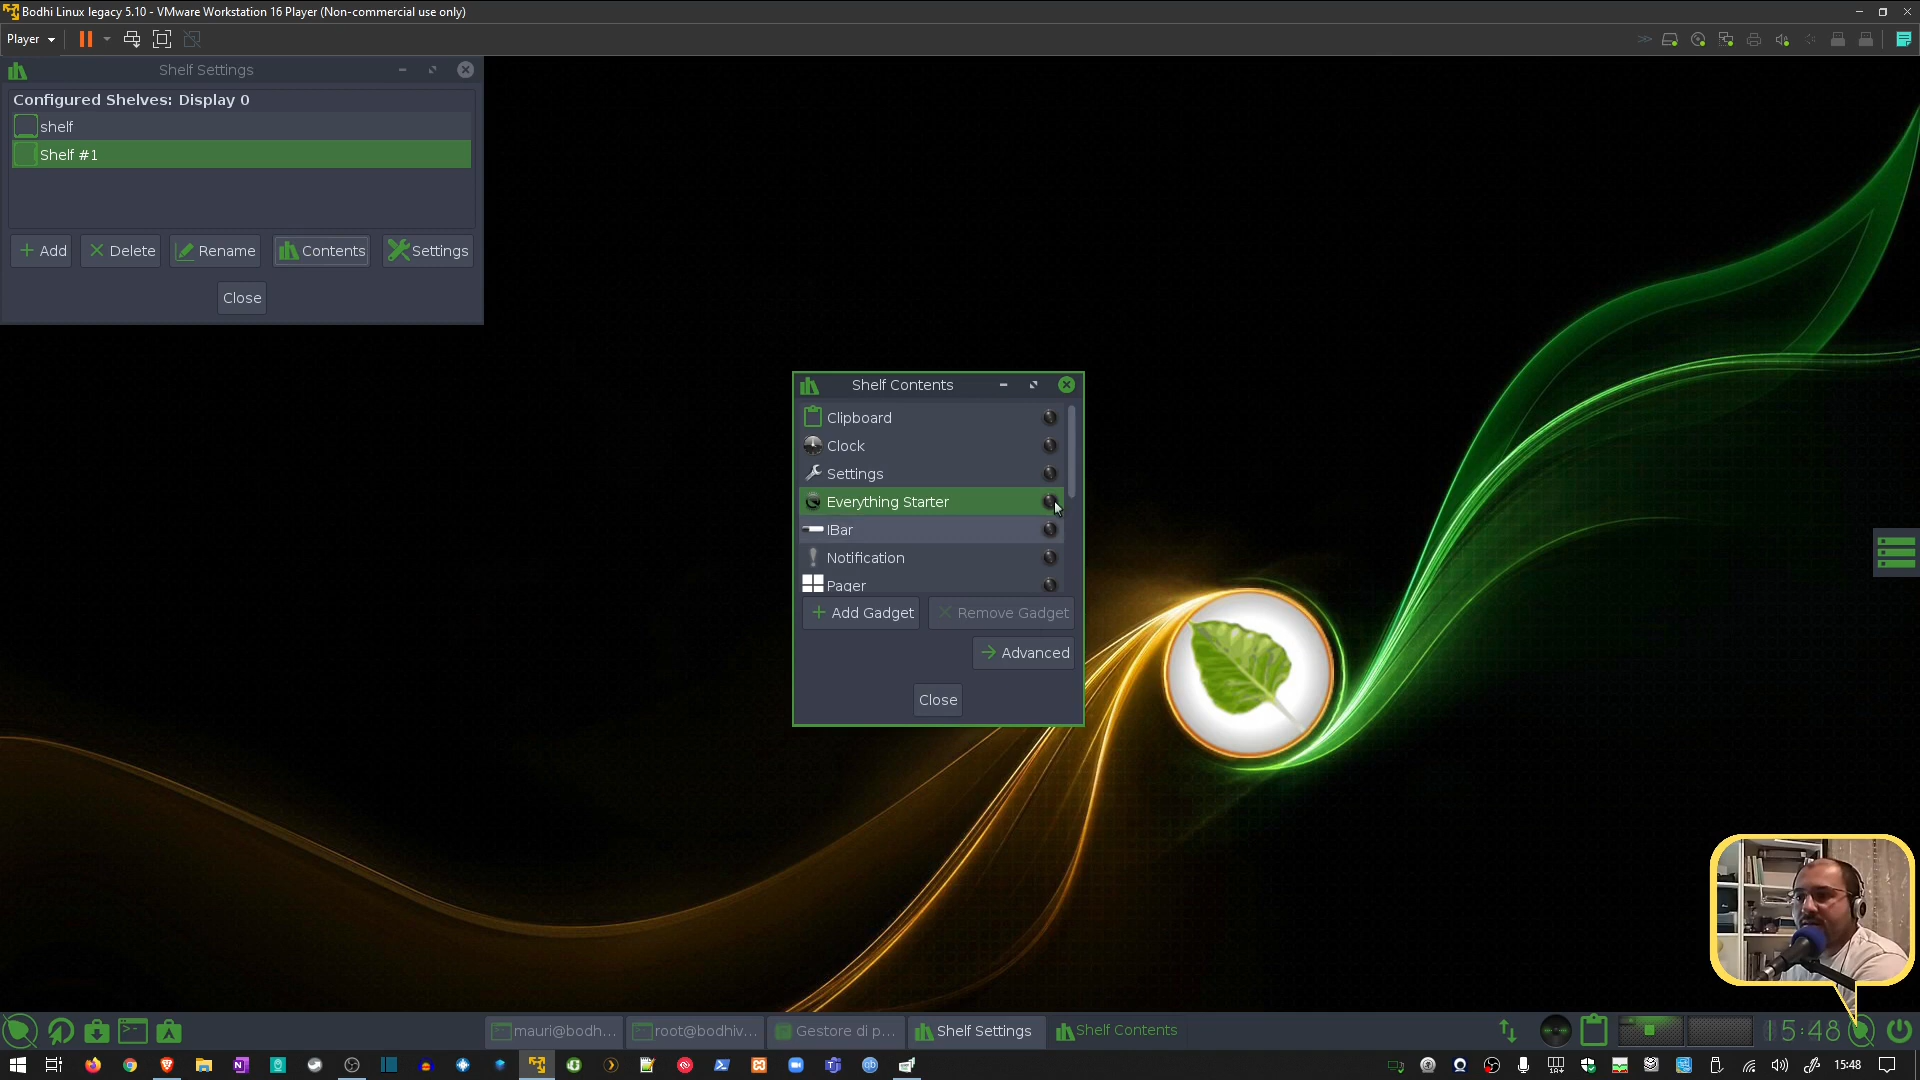 Bodhi Linux legacy 5.10 - VMware Workstation 16 Player (Non-commercial use only)
Player
Shelf Settings
Configured Shelves: Display 0
shelf
Shelf #1
Add
Delete
Rename
Contents
Settings
Close
Shelf Contents
Clipboard
Clock
Settings
Everything Starter
IBar
Notification
Pager
Add Gadget
Remove Gadget
Advanced
Close
mauri@bodh...
root@bodhiv...
Gestore di p...
Shelf Settings
Shelf Contents
15:48
15:48